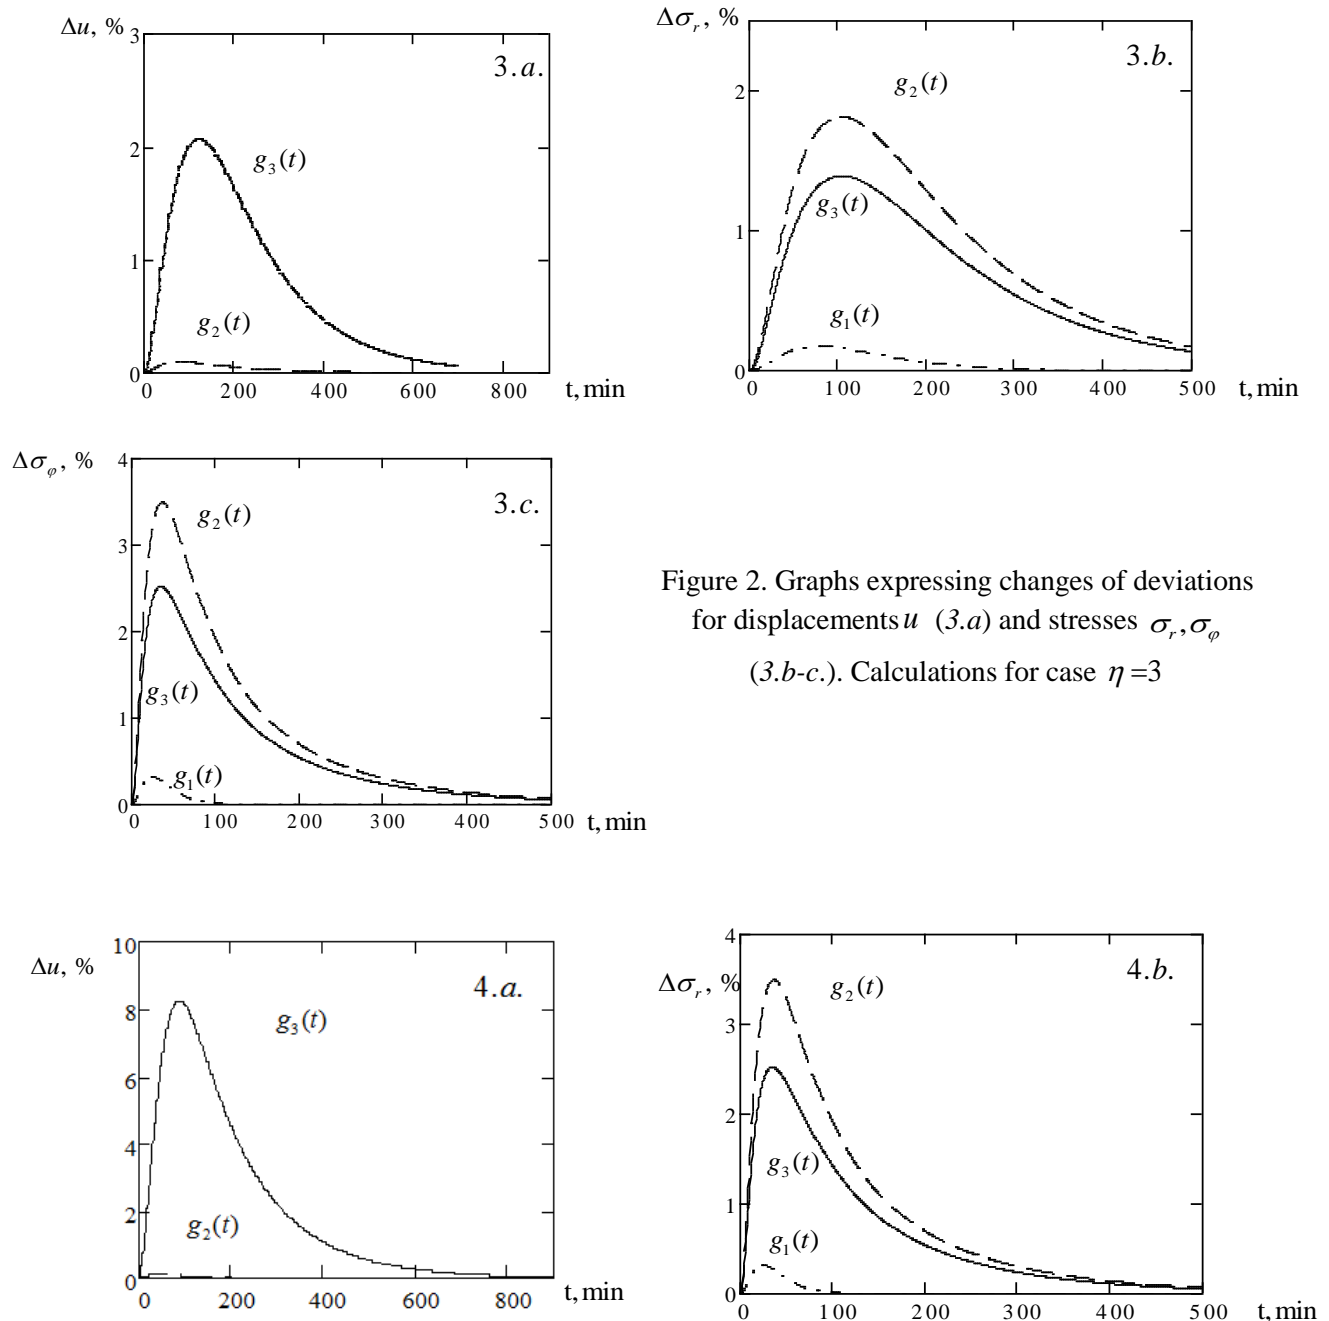 Δu, %
3
3.a.
2
g₃(t)
1
g₂(t)
0
0 200 400 600 800
t, min
Δσᵣ, %
3.b.
2
g₂(t)
g₃(t)
1
g₁(t)
0
0 100 200 300 400 500
t, min
Δσᵩ, %
4
3.c.
g₂(t)
3
2
g₃(t)
1
g₁(t)
0
0 100 200 300 400 500
t, min
Figure 2. Graphs expressing changes of deviations
for displacements u (3.a) and stresses σᵣ, σᵩ
(3.b-c.). Calculations for case η =3
10
Δu, %
4.a.
8
g₃(t)
6
4
2
g₂(t)
0
0 200 400 600 800
t, min
4
4.b.
Δσᵣ, %
g₂(t)
3
2
g₃(t)
1
g₁(t)
0
0 100 200 300 400 500
t, min